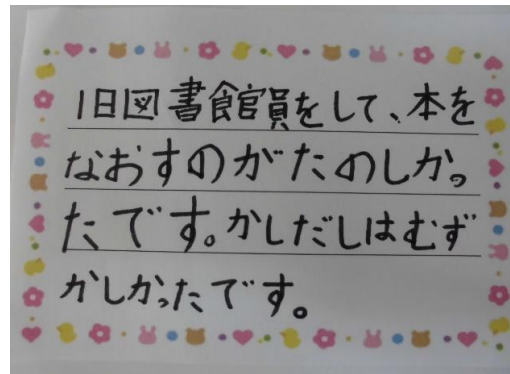 1日図書館員をして、本を
なおすのがたのしかっ
たです。かしだしはむず
かしかったです。